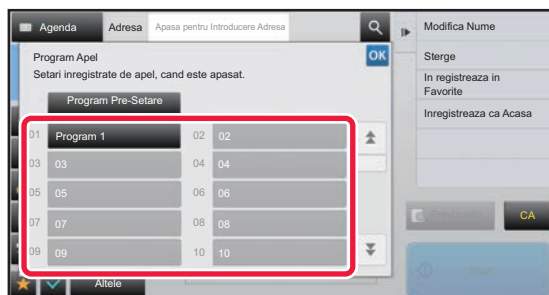 Agenda
Adresa
Apasa pentru Introducere Adresa
Modifica Nume
Program Apel
OK
Sterge
Setari inregistrate de apel, cand este apasat.
In registreaza in
Favorite
Program Pre-Setare
Inregistreaza ca Acasa
01 Program 1
02 02
03 03
04 04
05 05
06 06
07 07
08 08
CA
09 09
10 10
Start
Altele